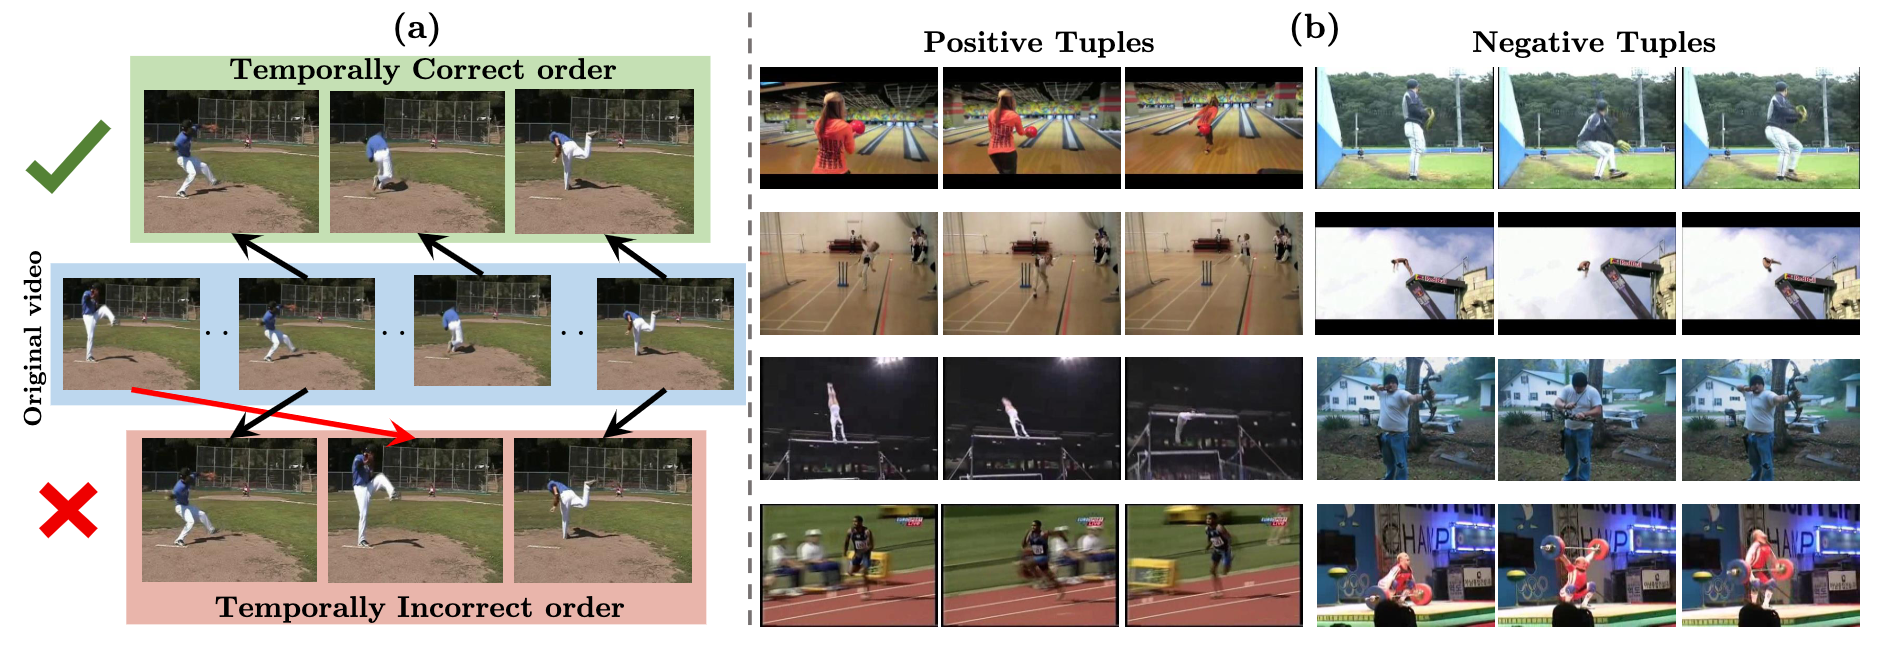 (a)
Temporally Correct order
Original video
Temporally Incorrect order
(b)
Positive Tuples
Negative Tuples